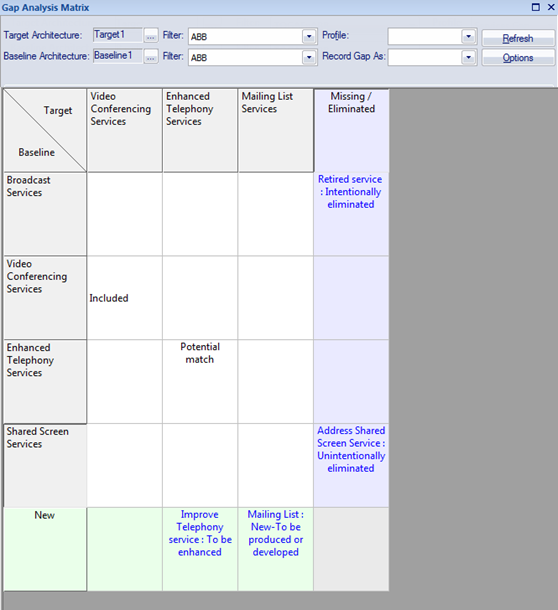 Gap Analysis Matrix
Target Architecture: Target1 ... Filter: ABB Profile: Refresh
Baseline Architecture: Baseline1 ... Filter: ABB Record Gap As: Options
Target
Baseline
Video
Conferencing
Services
Enhanced
Telephony
Services
Mailing List
Services
Missing /
Eliminated
Broadcast
Services
Retired service
: Intentionally
eliminated
Video
Conferencing
Services
Included
Enhanced
Telephony
Services
Potential
match
Shared Screen
Services
Address Shared
Screen Service :
Unintentionally
eliminated
New
Improve
Telephony
service : To be
enhanced
Mailing List :
New-To be
produced or
developed